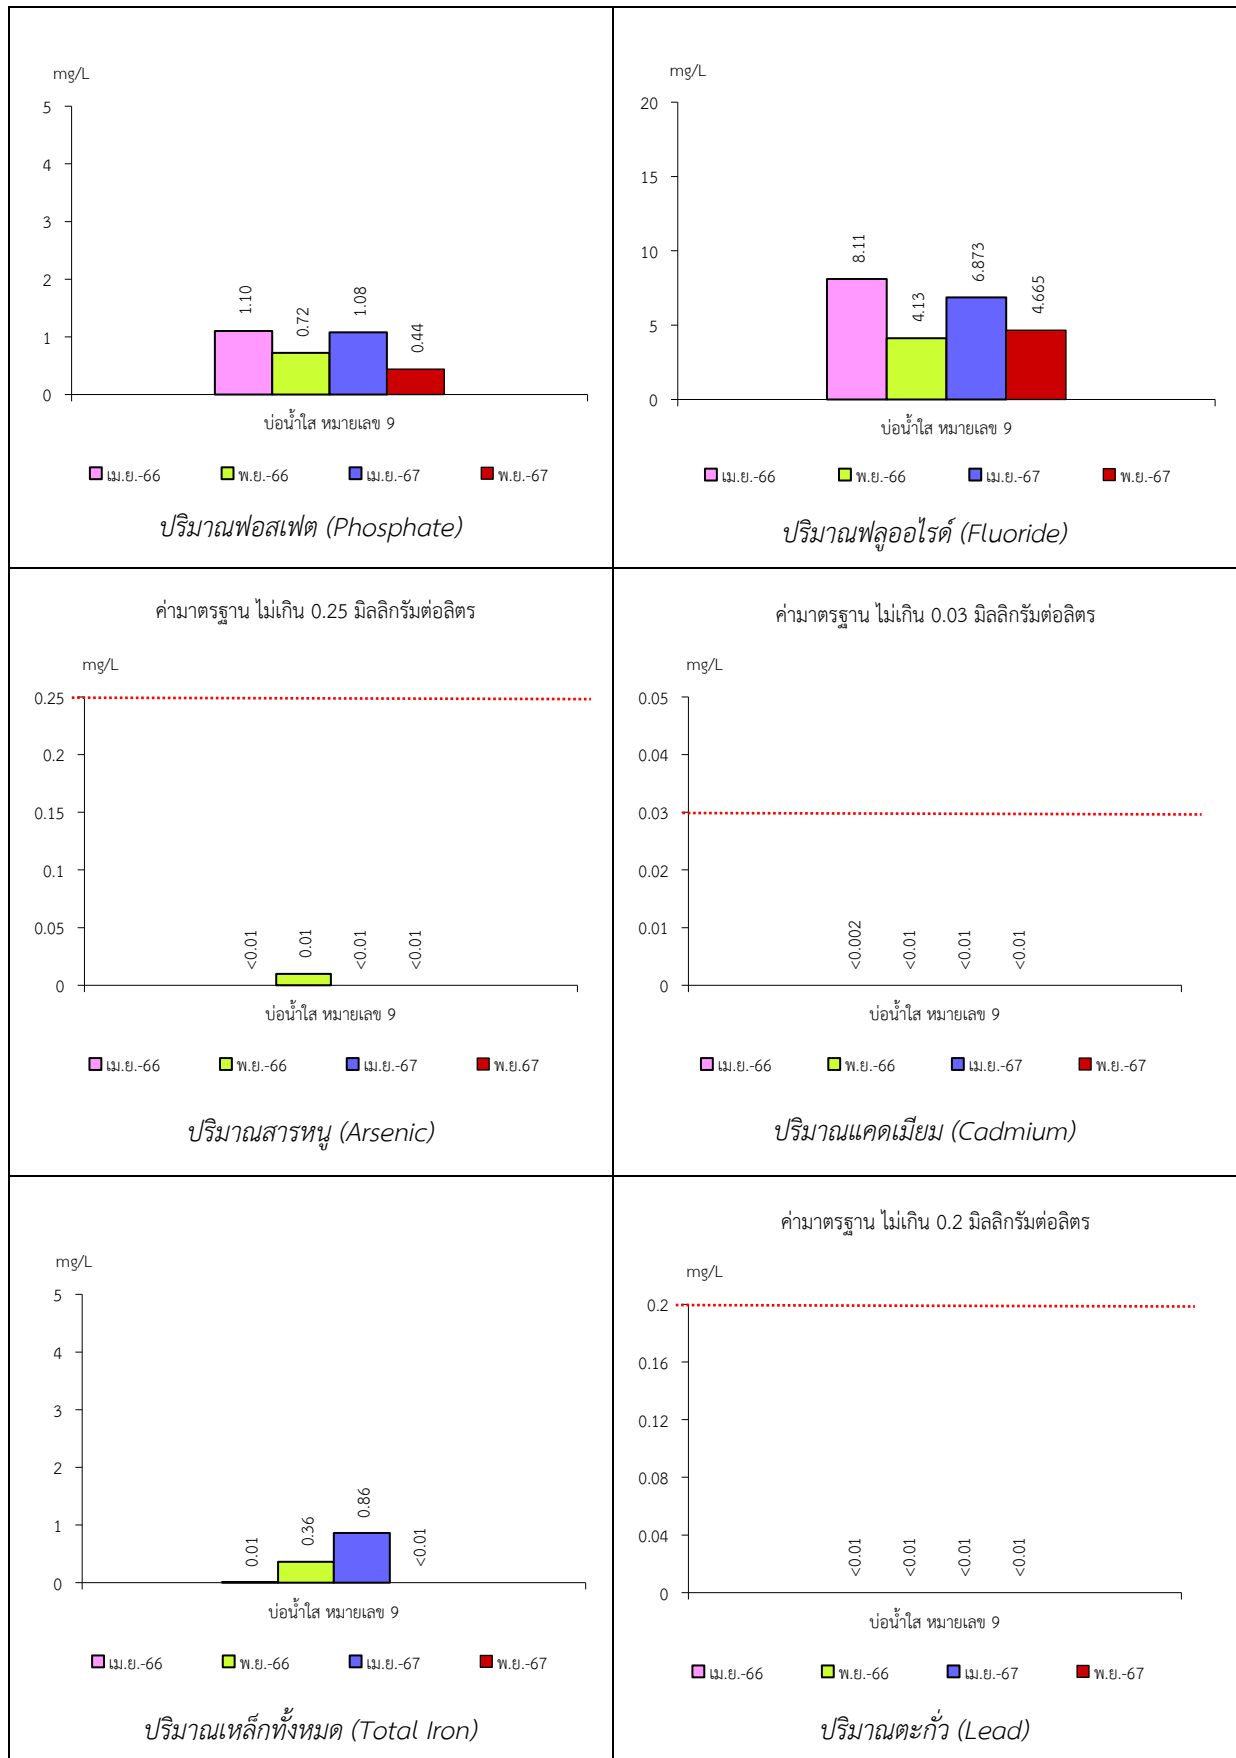 mg/L
5
4
3
2
1
0
1.10
0.72
1.08
0.44
บ่อน้ำใส หมายเลข 9
เม.ย.-66 พ.ย.-66 เม.ย.-67 พ.ย.-67
ปริมาณฟอสเฟต (Phosphate)
mg/L
20
15
10
5
0
8.11
4.13
6.873
4.665
บ่อน้ำใส หมายเลข 9
เม.ย.-66 พ.ย.-66 เม.ย.-67 พ.ย.-67
ปริมาณฟลูออไรด์ (Fluoride)
ค่ามาตรฐาน ไม่เกิน 0.25 มิลลิกรัมต่อลิตร
mg/L
0.25
0.2
0.15
0.1
0.05
0
<0.01
0.01
<0.01
<0.01
บ่อน้ำใส หมายเลข 9
เม.ย.-66 พ.ย.-66 เม.ย.-67 พ.ย.67
ปริมาณสารหนู (Arsenic)
ค่ามาตรฐาน ไม่เกิน 0.03 มิลลิกรัมต่อลิตร
mg/L
0.05
0.04
0.03
0.02
0.01
0
<0.002
<0.01
<0.01
<0.01
บ่อน้ำใส หมายเลข 9
เม.ย.-66 พ.ย.-66 เม.ย.-67 พ.ย.-67
ปริมาณแคดเมียม (Cadmium)
mg/L
5
4
3
2
1
0
0.01
0.36
0.86
<0.01
บ่อน้ำใส หมายเลข 9
เม.ย.-66 พ.ย.-66 เม.ย.-67 พ.ย.-67
ปริมาณเหล็กทั้งหมด (Total Iron)
ค่ามาตรฐาน ไม่เกิน 0.2 มิลลิกรัมต่อลิตร
mg/L
0.2
0.16
0.12
0.08
0.04
0
<0.01
<0.01
<0.01
<0.01
บ่อน้ำใส หมายเลข 9
เม.ย.-66 พ.ย.-66 เม.ย.-67 พ.ย.-67
ปริมาณตะกั่ว (Lead)